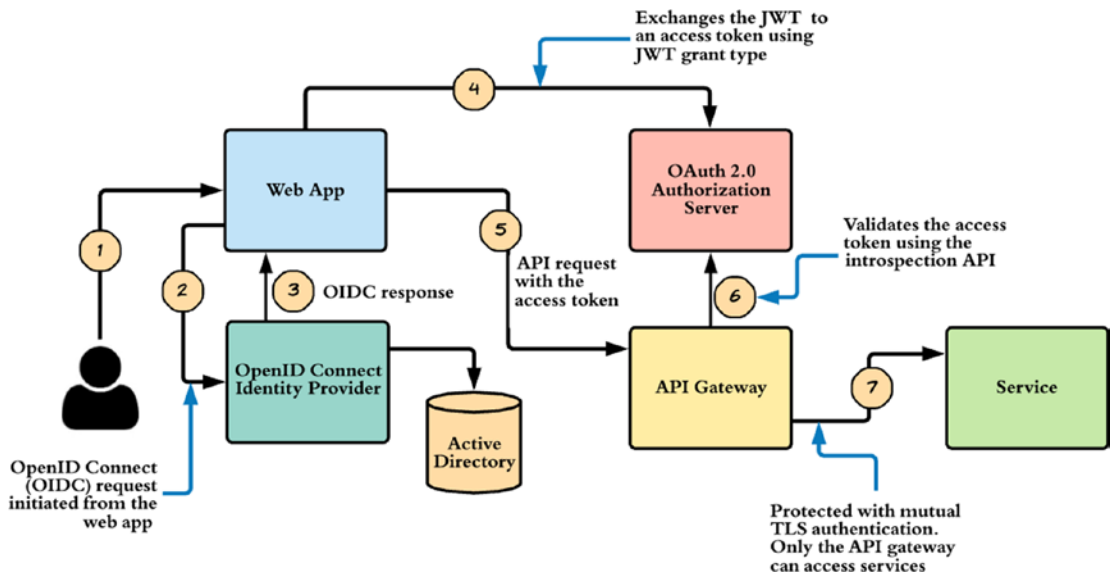 Exchanges the JWT to
an access token using
JWT grant type
4
Web App
OAuth 2.0
Authorization
Server
1
2
3
OIDC response
5
API request
with the
access token
Validates the access
token using the
introspection API
6
OpenID Connect
Identity Provider
Active
Directory
API Gateway
7
Service
OpenID Connect
(OIDC) request
initiated from the
web app
Protected with mutual
TLS authentication.
Only the API gateway
can access services